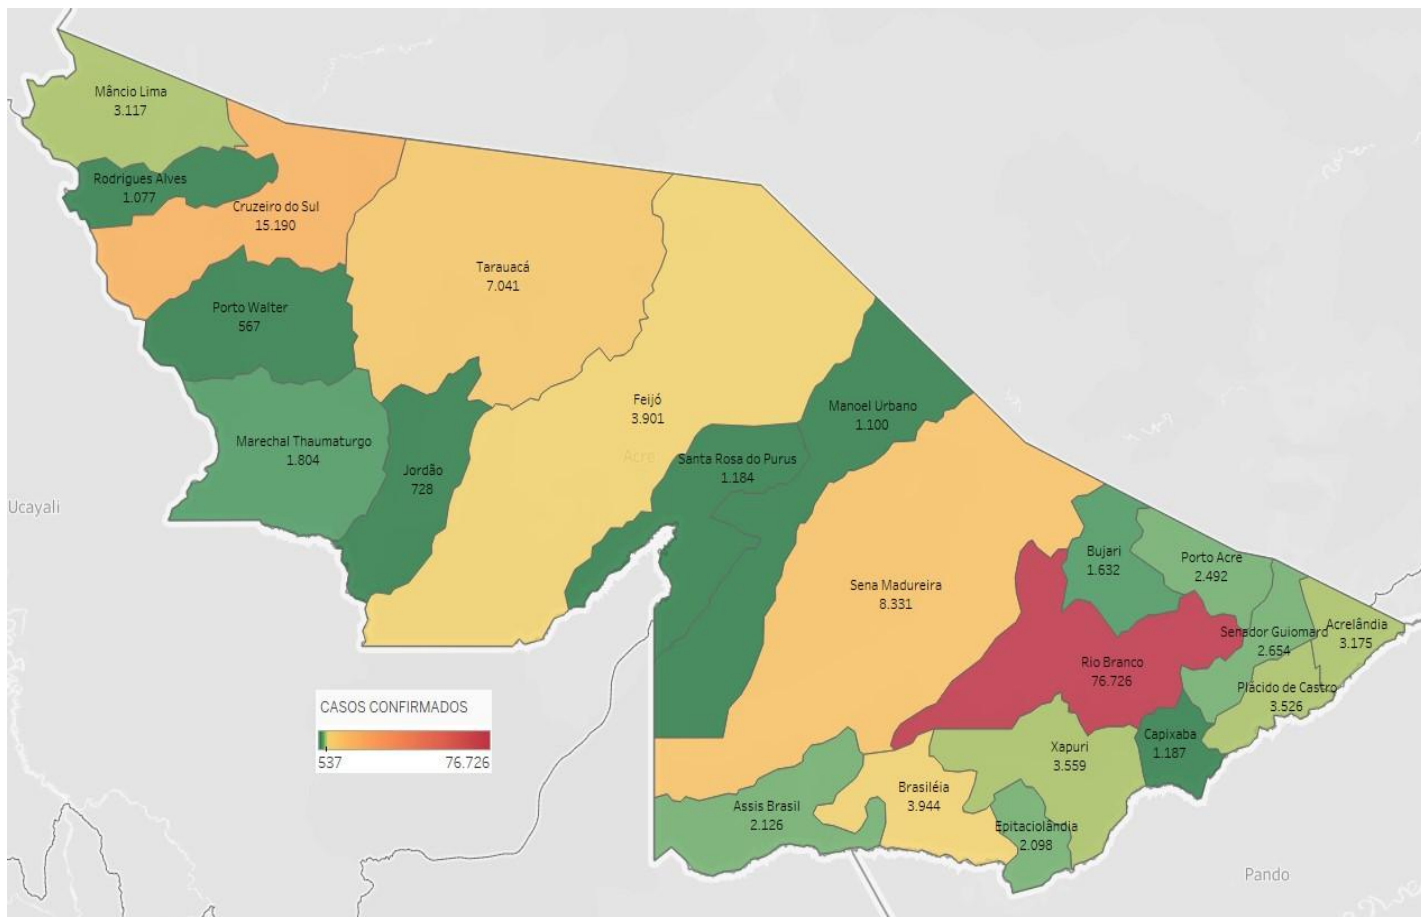 Mâncio Lima
3.117
Rodrigues Alves
1.077
Cruzeiro do Sul
15.190
Tarauacá
7.041
Porto Walter
567
Feijó
3.901
Acre
Manoel Urbano
1.100
Marechal Thaumaturgo
1.804
Jordão
728
Santa Rosa do Purus
1.184
Ucayali
Sena Madureira
8.331
Bujari
1.632
Porto Acre
2.492
Senador Guiomard
2.654
Acrelândia
3.175
Rio Branco
76.726
Plácido de Castro
3.526
Capixaba
1.187
Xapuri
3.559
Brasiléia
3.944
Assis Brasil
2.126
Epitaciolândia
2.098
CASOS CONFIRMADOS
537 76.726
Pando